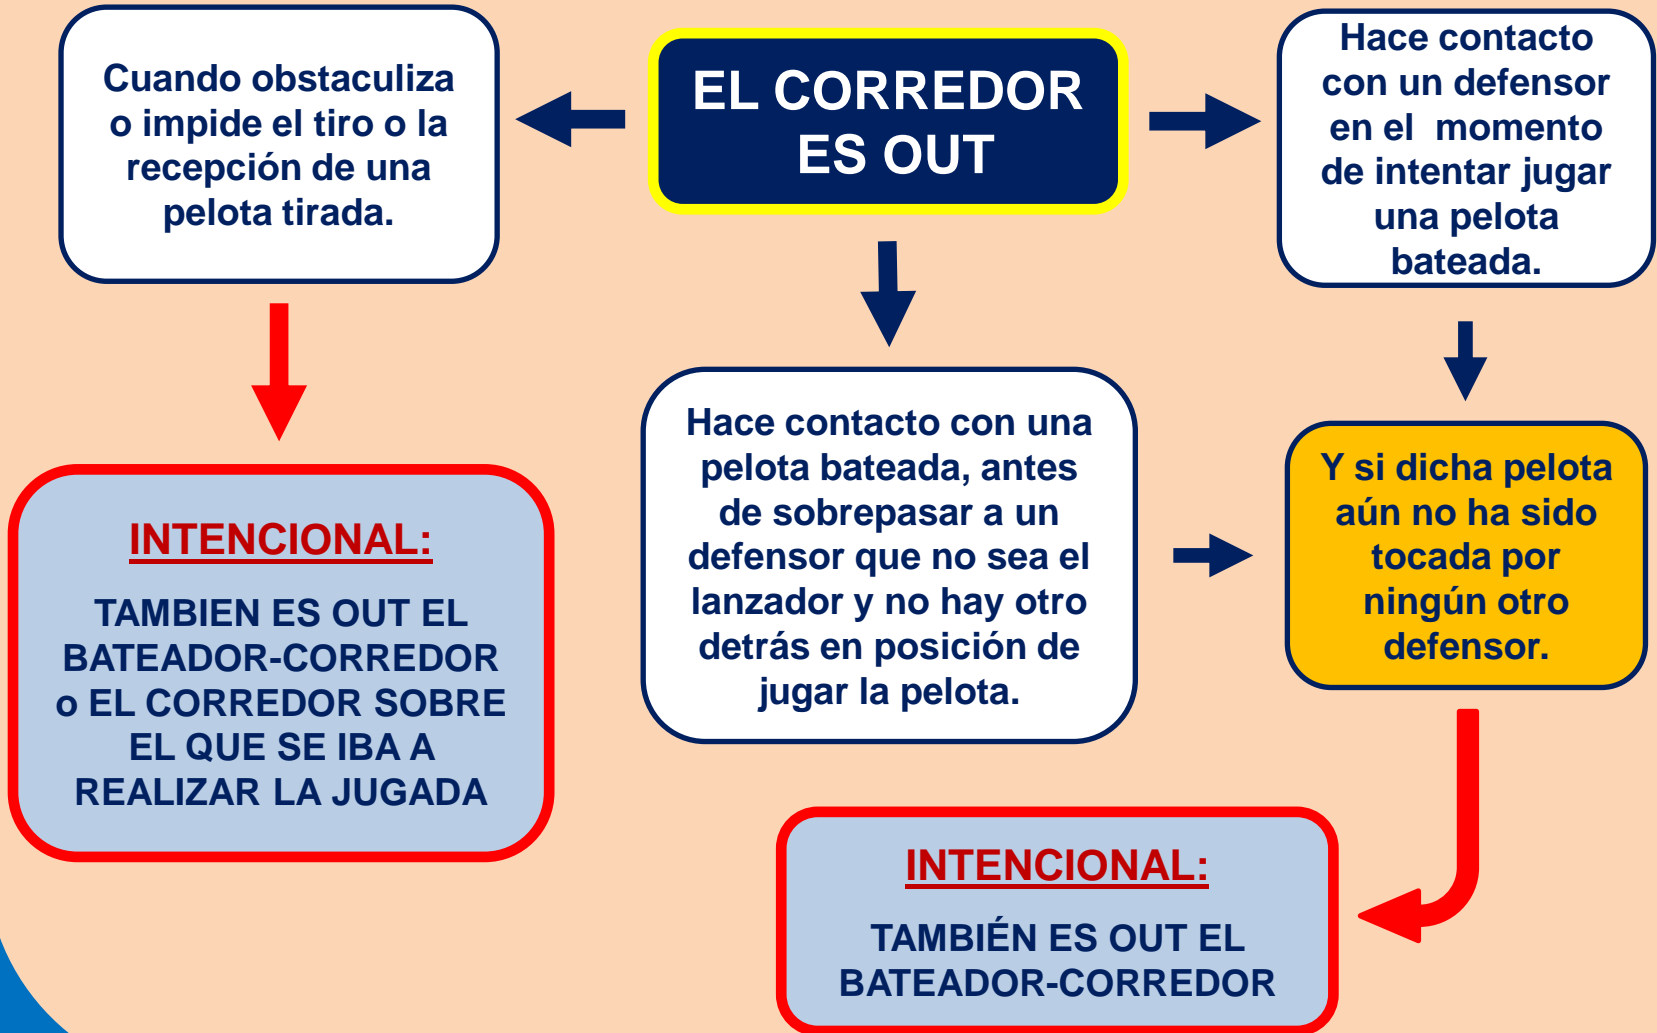 Cuando obstaculiza
o impide el tiro o la
recepción de una
pelota tirada.
EL CORREDOR
ES OUT
Hace contacto
con un defensor
en el momento
de intentar jugar
una pelota
bateada.
INTENCIONAL:
TAMBIEN ES OUT EL
BATEADOR-CORREDOR
o EL CORREDOR SOBRE
EL QUE SE IBA A
REALIZAR LA JUGADA
Hace contacto con una
pelota bateada, antes
de sobrepasar a un
defensor que no sea el
lanzador y no hay otro
detrás en posición de
jugar la pelota.
Y si dicha pelota
aún no ha sido
tocada por
ningún otro
defensor.
INTENCIONAL:
TAMBIÉN ES OUT EL
BATEADOR-CORREDOR